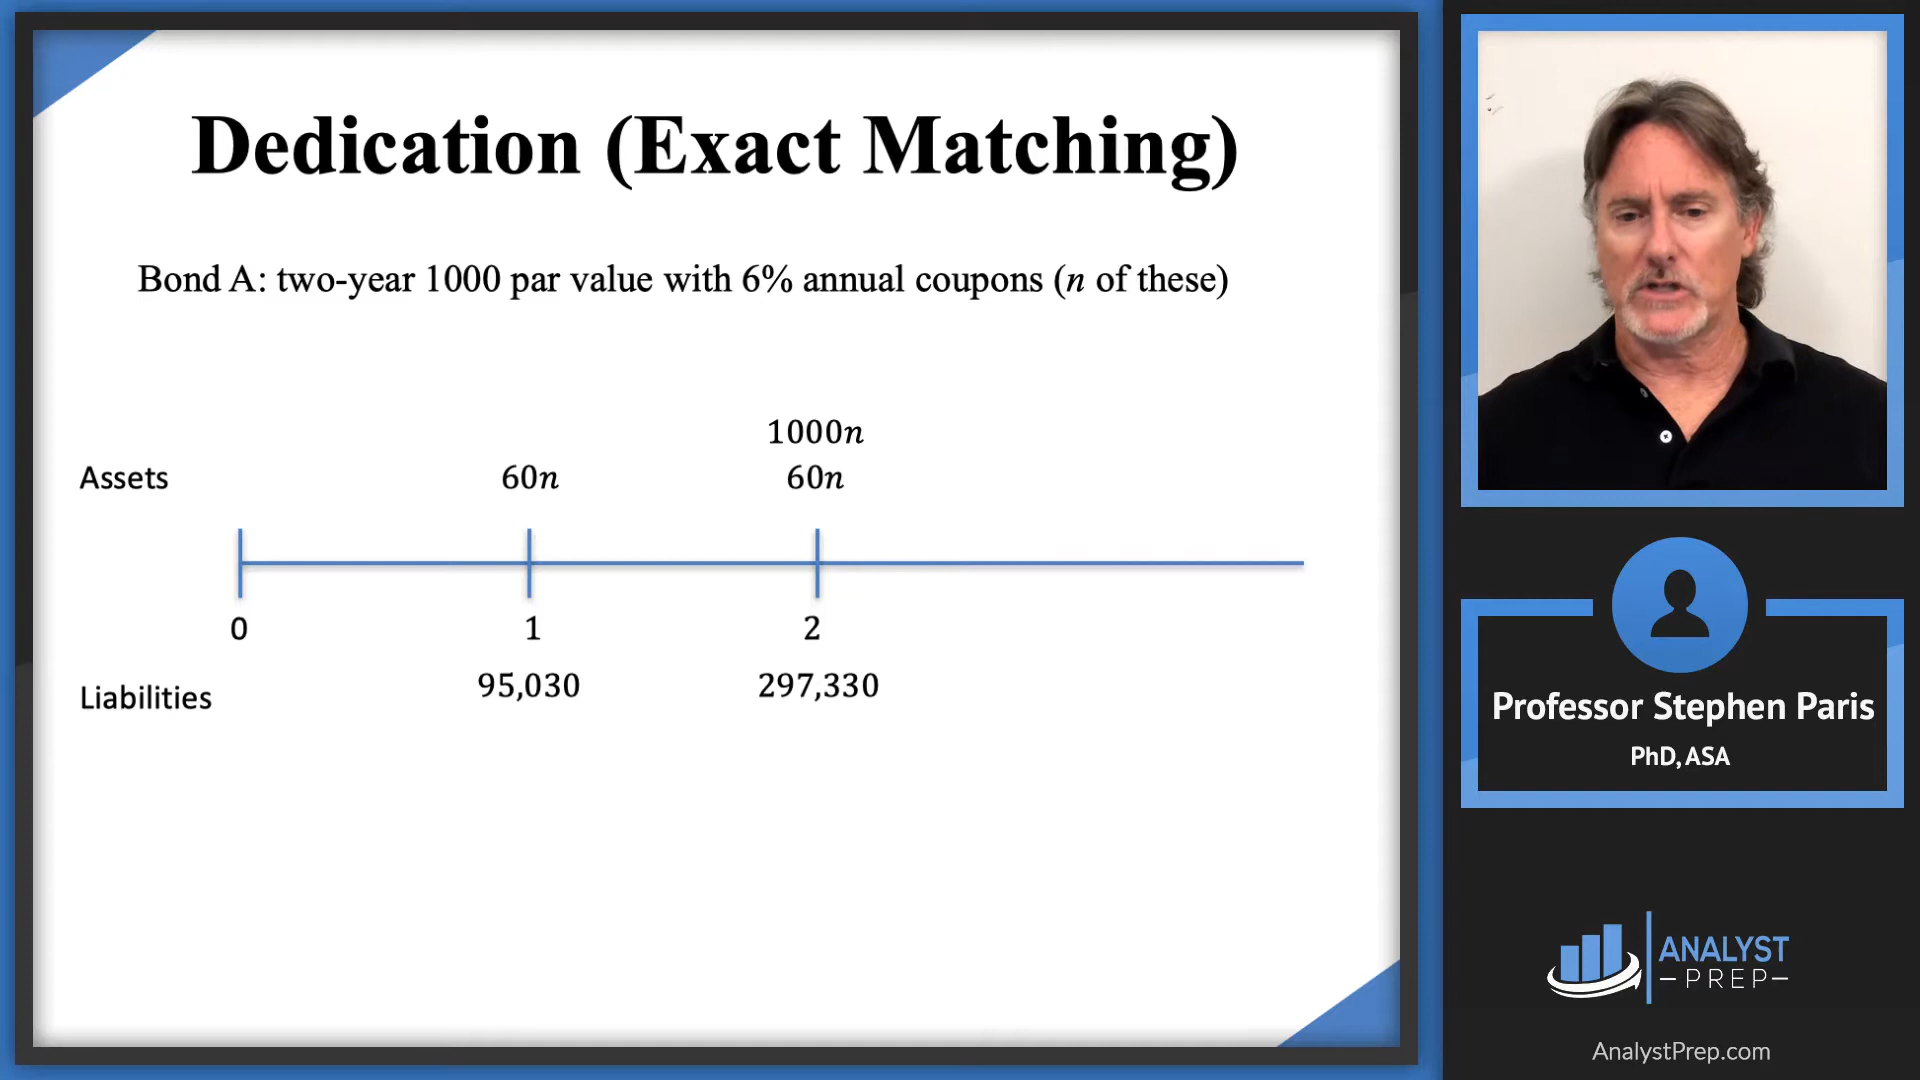 Dedication (Exact Matching)
Bond A: two-year 1000 par value with 6% annual coupons (n of these)
1000n
Assets 60n 60n
0 1 2
Liabilities 95,030 297,330
Professor Stephen Paris
PhD, ASA
ANALYST
PREP
AnalystPrep.com